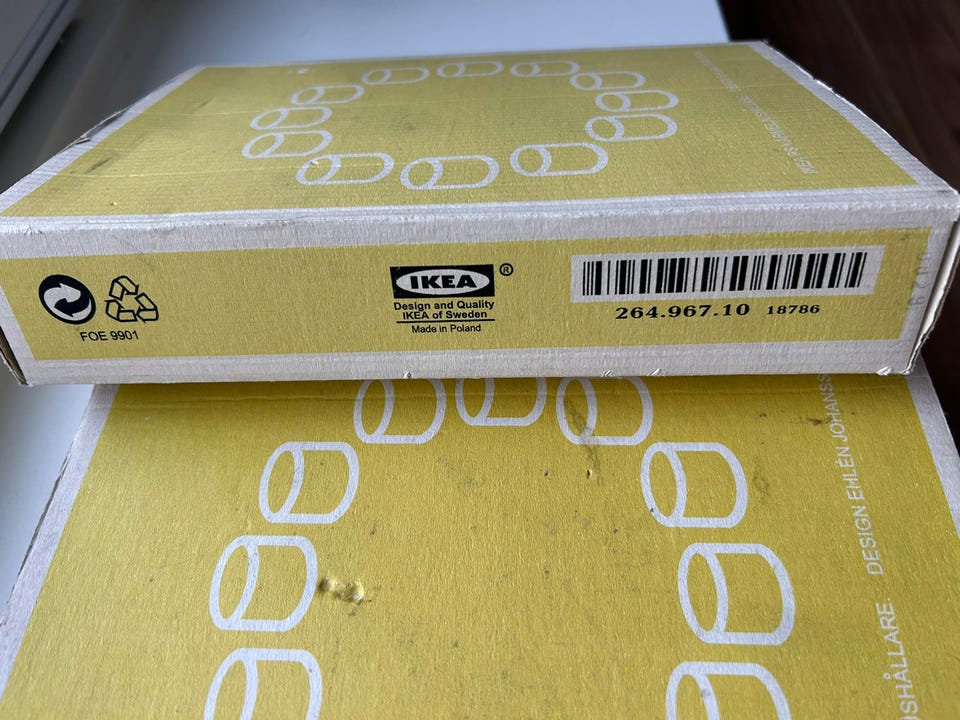 FOE 9901
IKEA®
Design and Quality
IKEA of Sweden
Made in Poland
264.967.10 18786
DESIGN EHLÉN JOHANSS
SHÅLLARE.